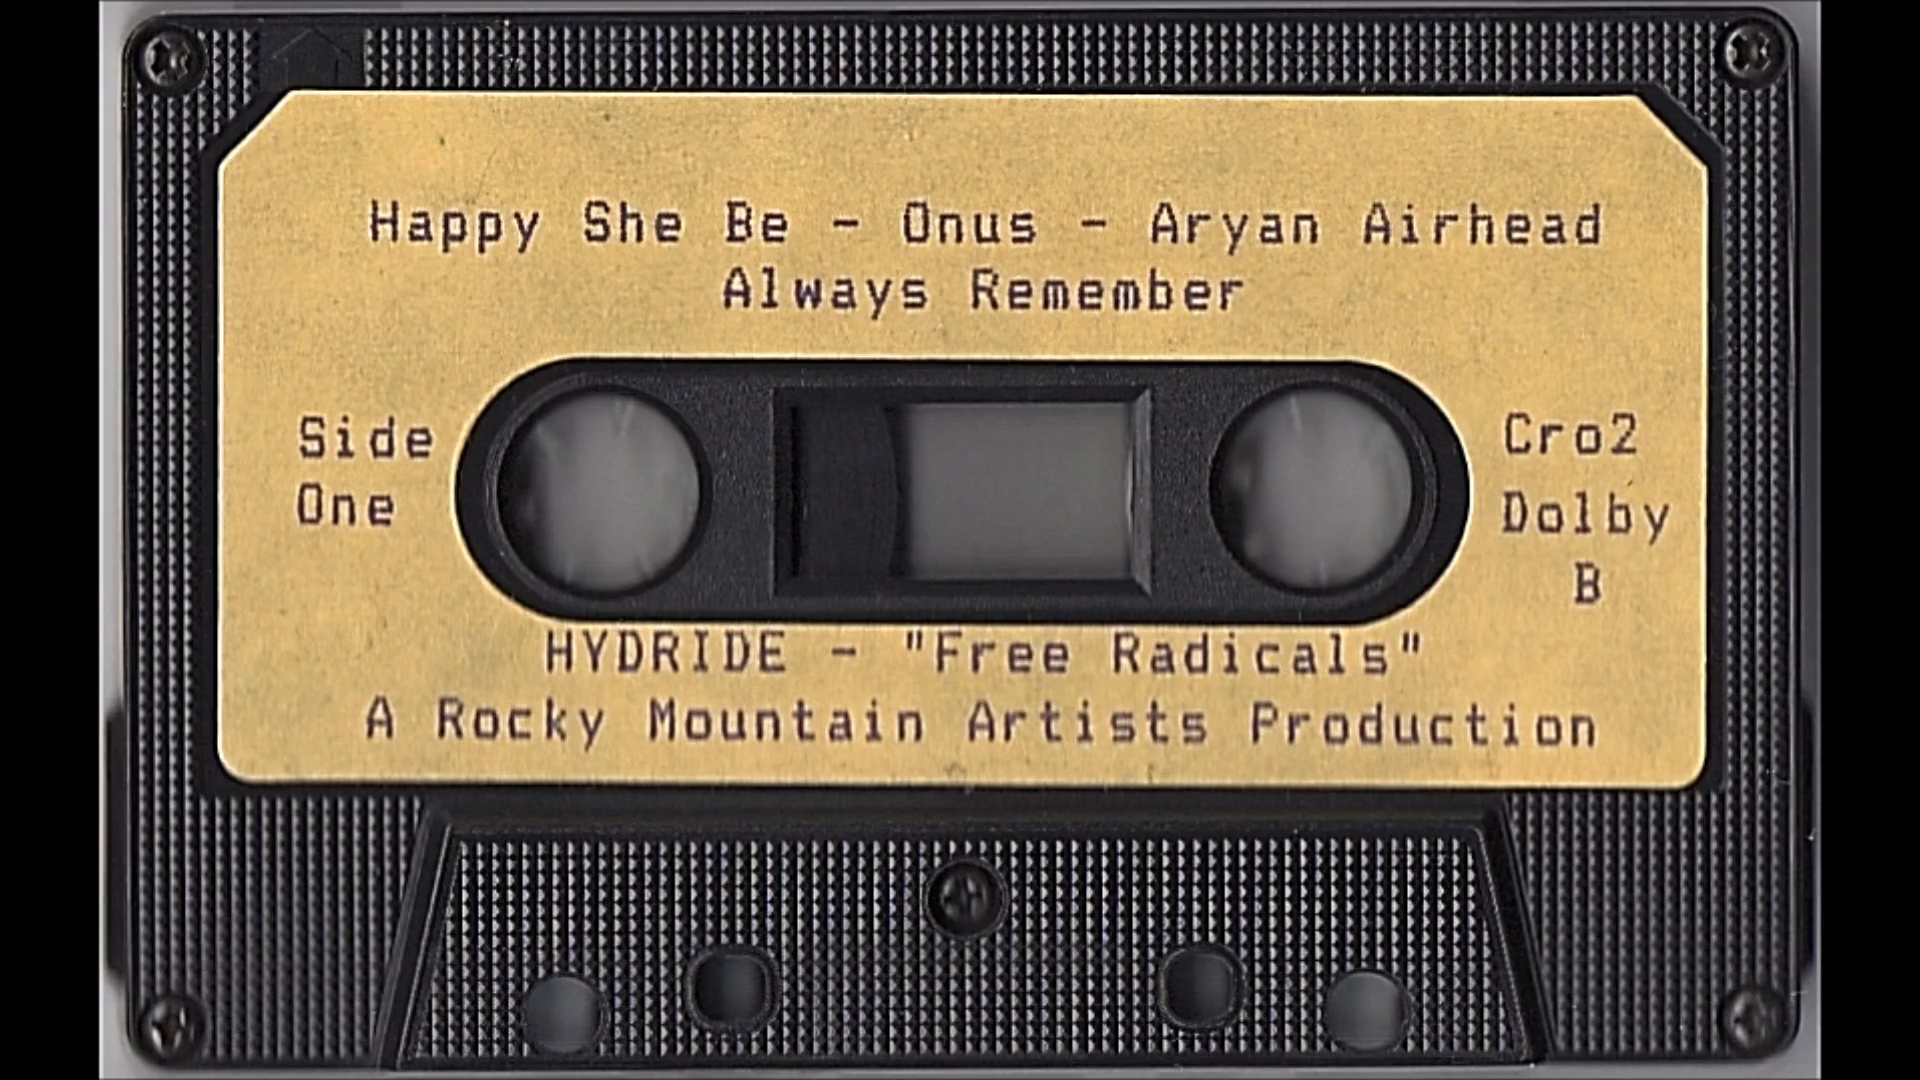 Happy She Be - Onus - Aryan Airhead
Always Remember
Side
One
Cro2
Dolby
B
HYDRIDE - "Free Radicals"
A Rocky Mountain Artists Production